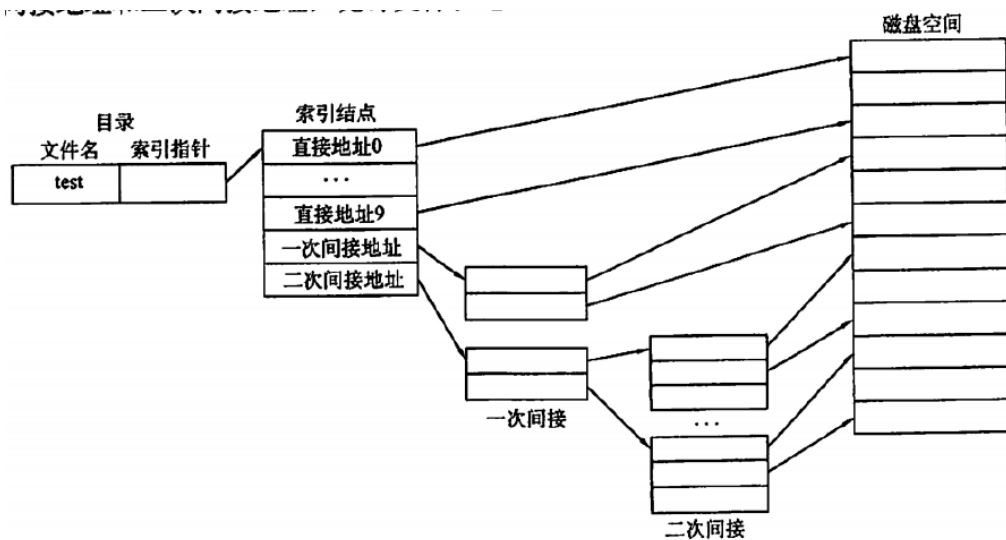 磁盘空间
目录
索引结点
文件名 索引指针
直接地址0
test
...
直接地址9
一次间接地址
二次间接地址
一次间接
...
二次间接